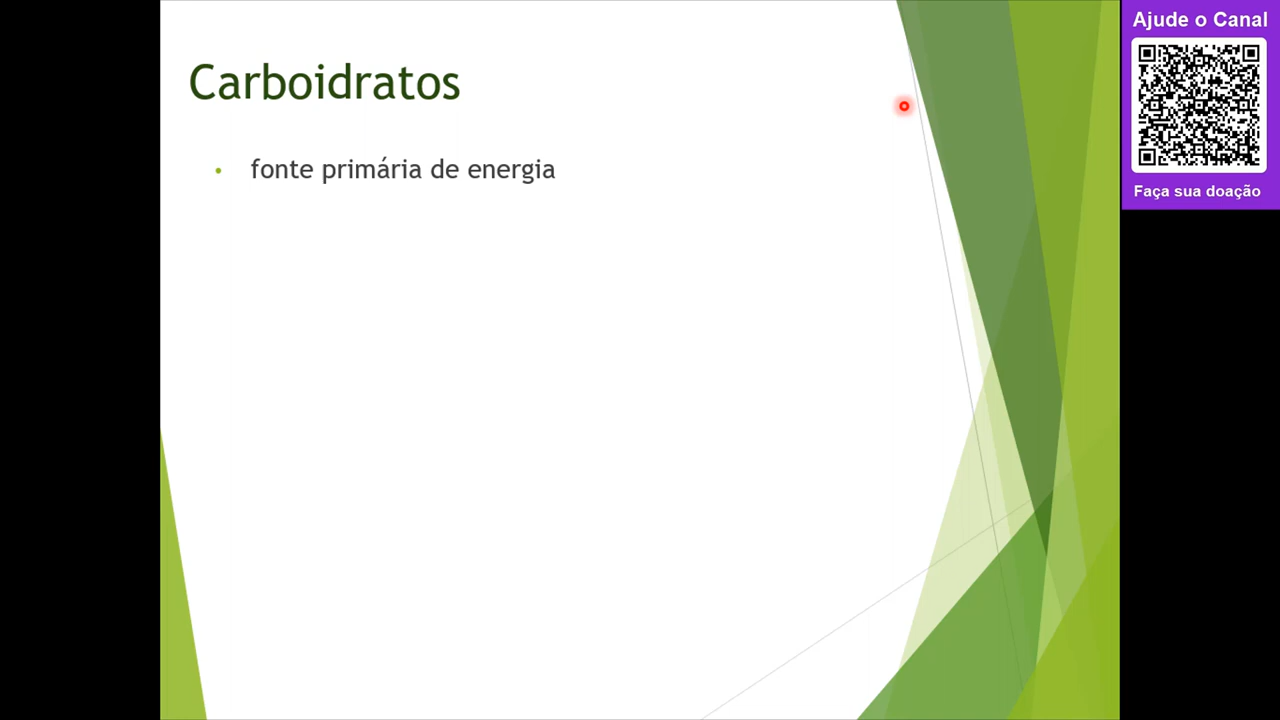 Carboidratos
• fonte primária de energia
Ajude o Canal
Faça sua doação